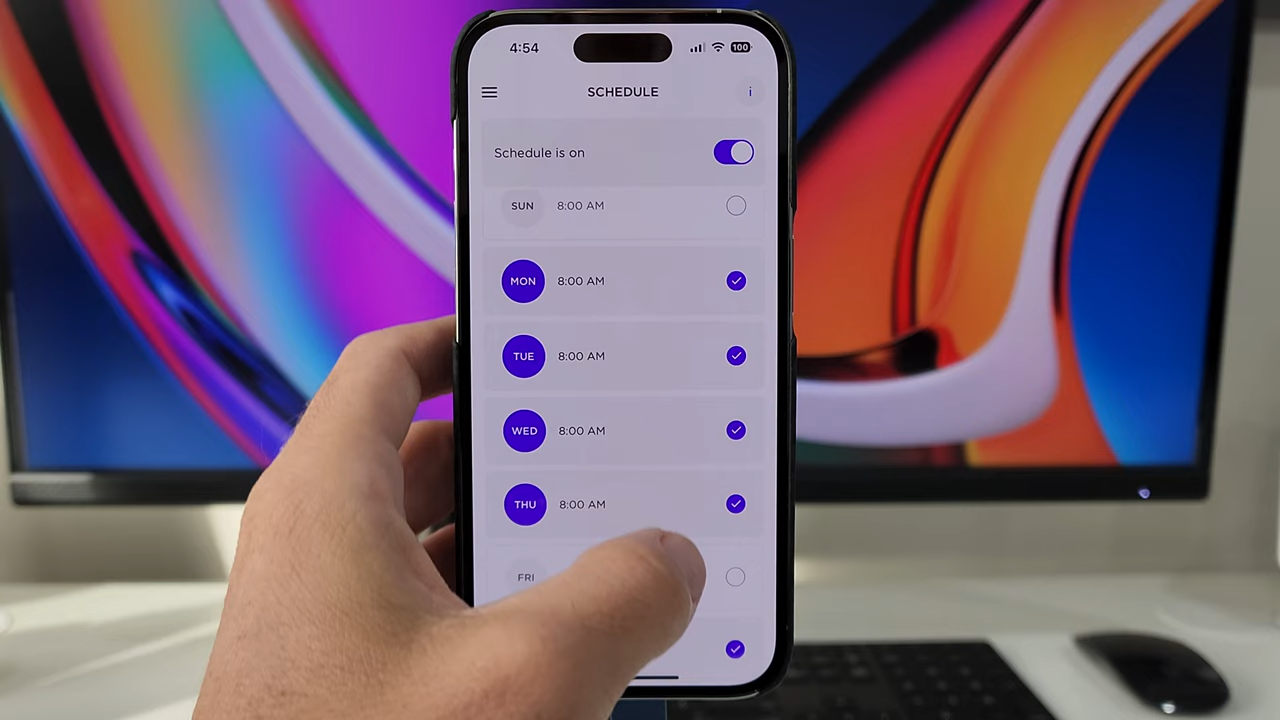 4:54 100
SCHEDULE i
Schedule is on
SUN 8:00 AM
MON 8:00 AM
TUE 8:00 AM
WED 8:00 AM
THU 8:00 AM
FRI